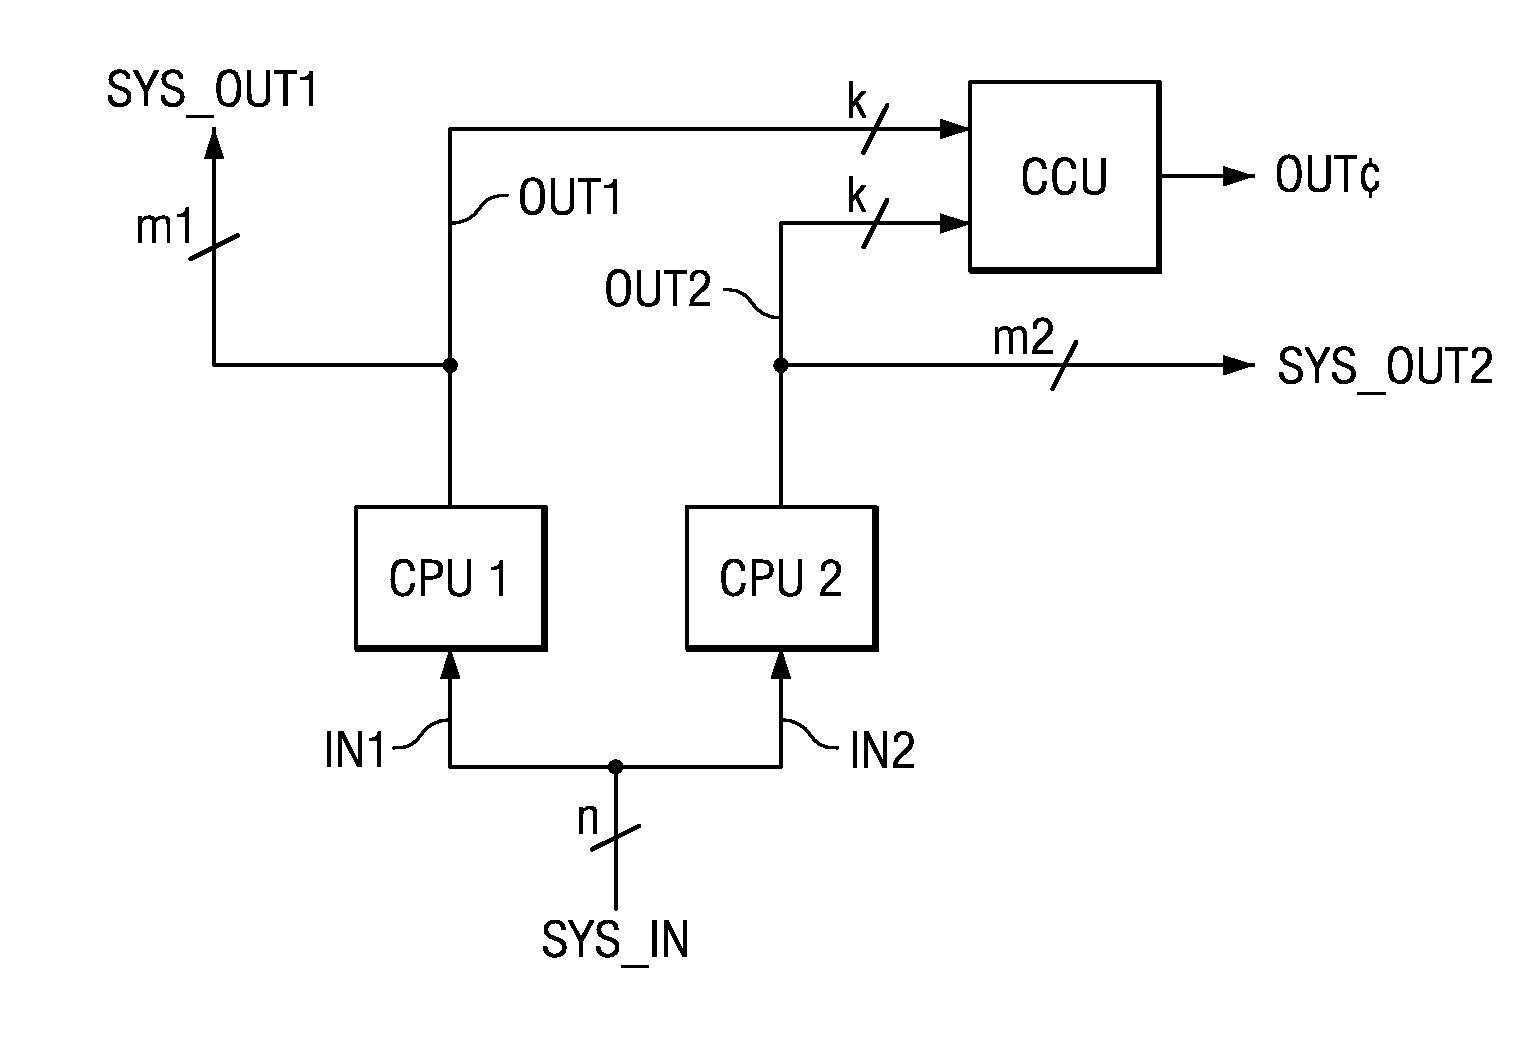 SYS_OUT1
k
CCU
OUT¢
m1
OUT1
k
OUT2
m2
SYS_OUT2
CPU 1
CPU 2
IN1
IN2
n
SYS_IN